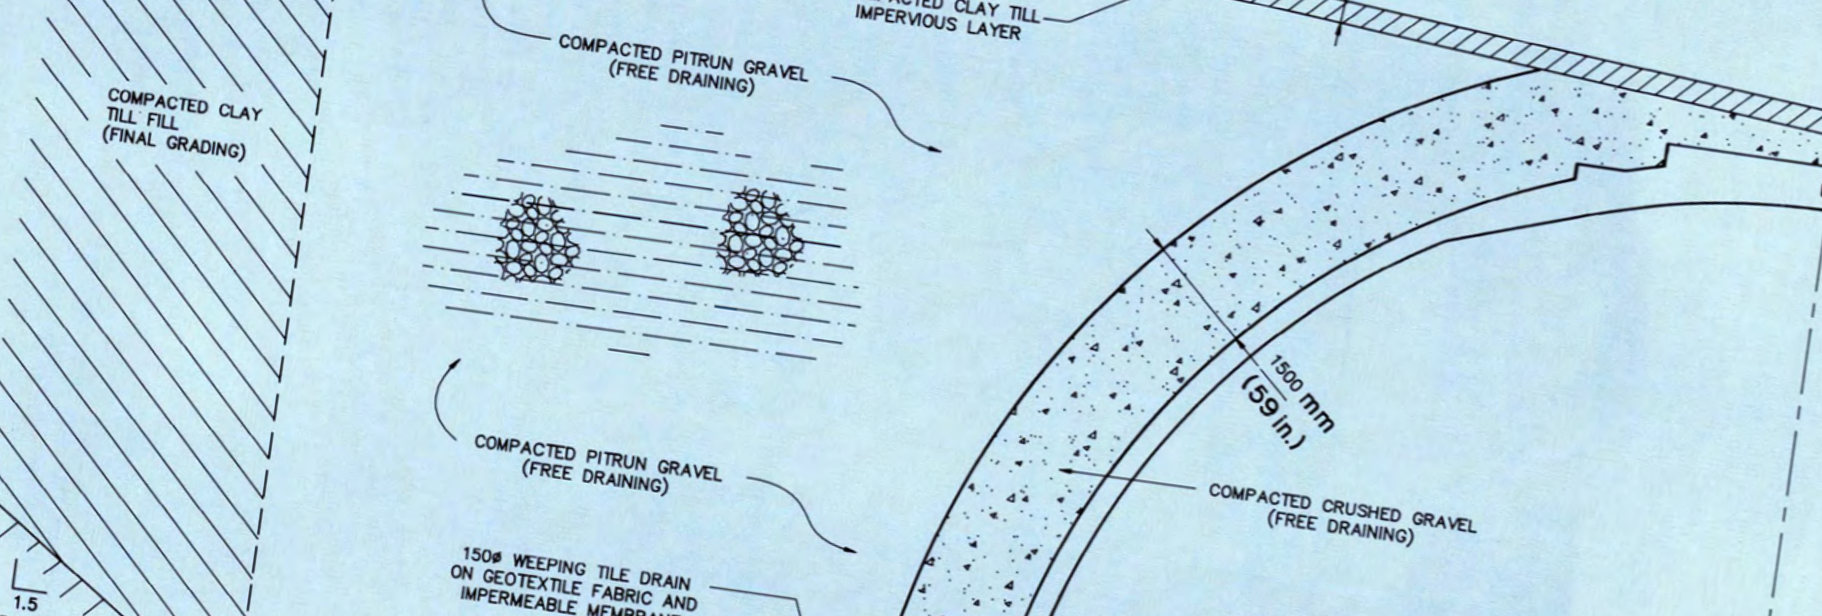 CLAY TILL
IMPERVIOUS LAYER
COMPACTED PITRUN GRAVEL
(FREE DRAINING)
COMPACTED CLAY
TILL FILL
(FINAL GRADING)
1500 mm
(59 in.)
COMPACTED PITRUN GRAVEL
(FREE DRAINING)
COMPACTED CRUSHED GRAVEL
(FREE DRAINING)
150ø WEEPING TILE DRAIN
ON GEOTEXTILE FABRIC AND
IMPERMEABLE
1.5